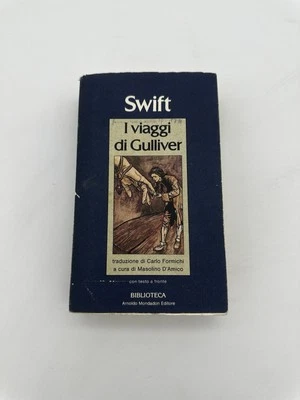 Swift
I viaggi
di Gulliver
traduzione di Carlo Formichi
a cura di Masolino D'Amico
con testo a fronte
BIBLIOTECA
Arnoldo Mondadori Editore